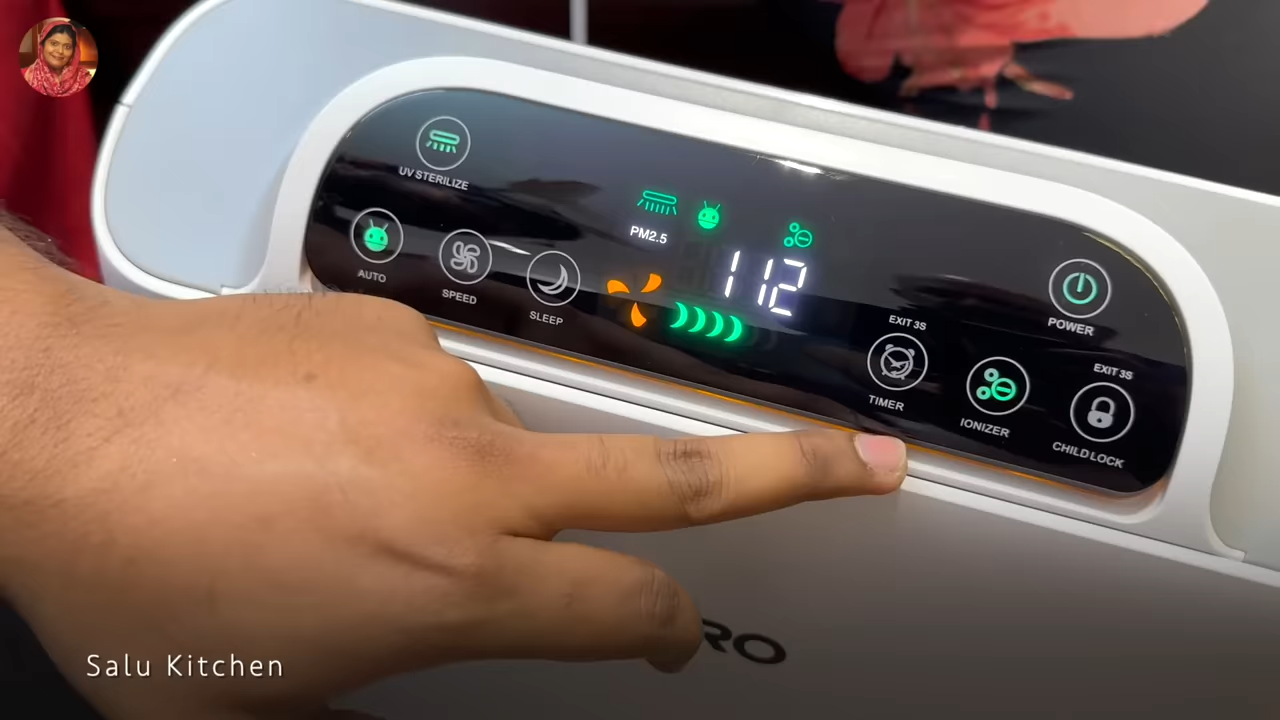 UV STERILIZE
AUTO
SPEED
SLEEP
PM2.5
112
EXIT 3S
TIMER
IONIZER
POWER
EXIT 3S
CHILD LOCK
RO
Salu Kitchen